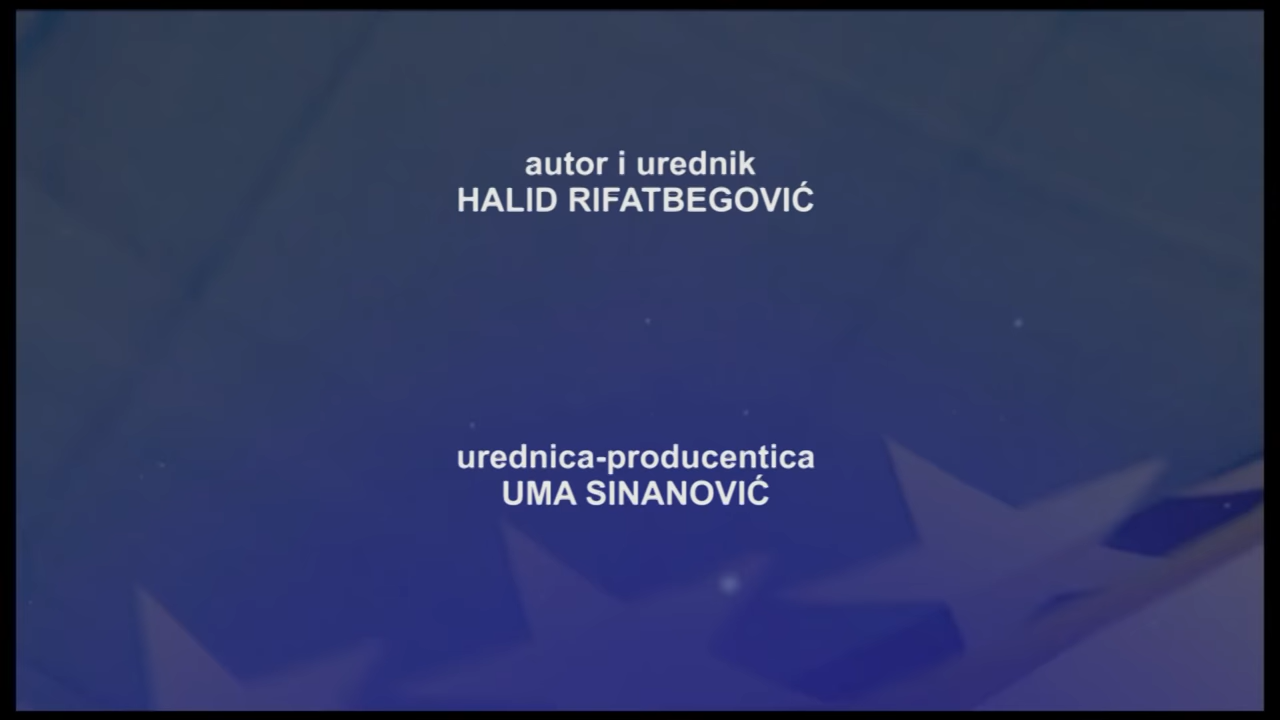 autor i urednik
HALID RIFATBEGOVIĆ
urednica-producentica
UMA SINANOVIĆ